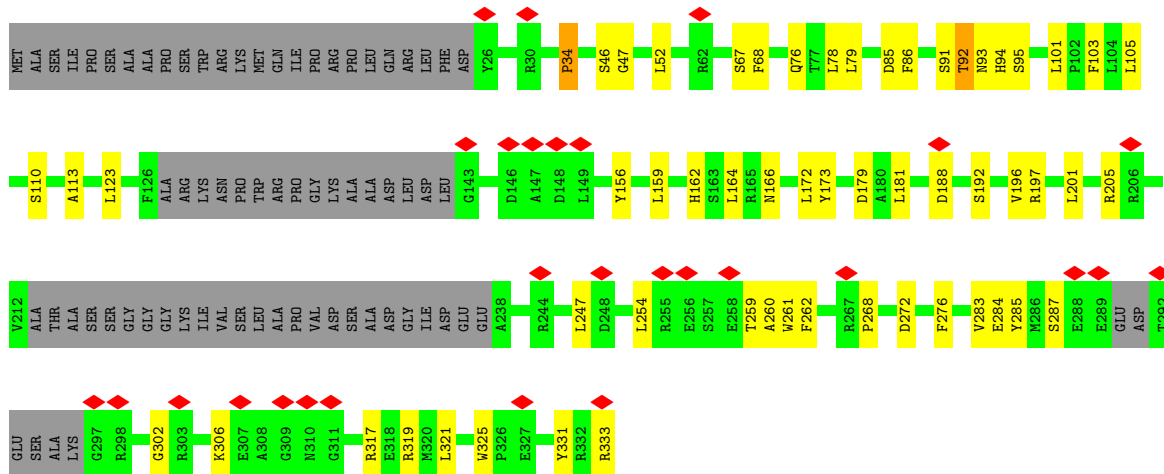 MET ALA SER ILE PRO SER ALA ALA PRO SER TRP ARG LYS MET GLN ILE PRO ARG PRO LEU GLN ARG LEU PHE ASP Y26 R30 P34 S46 G47 L52 R62 S67 F68 Q76 T77 L78 L79 D85 F86 S91 T92 N93 H94 S95 L101 P102 F103 L104 L105
S110 A113 L123 F126 ALA ARG LYS ASN PRO TRP ARG PRO GLY LYS ALA ALA ASP LEU ASP LEU G143 D146 A147 D148 L149 Y156 L159 H162 S163 L164 R165 N166 L172 Y173 D179 A180 L181 D188 S192 V196 R197 L201 R205 R206
V212 ALA THR ALA SER SER GLY GLY GLY LYS ILE VAL SER LEU ALA PRO VAL ASP SER ALA ASP GLY ILE ASP GLU GLU A238 R244 L247 D248 L254 R255 E256 S257 E258 T259 A260 W261 F262 R267 P268 D272 F276 V283 E284 Y285 M286 S287 E288 E289 GLU ASP T292
GLU SER ALA LYS G297 R298 G302 R303 K306 E307 A308 G309 N310 G311 R317 E318 R319 M320 L321 W325 P326 E327 Y331 R332 R333